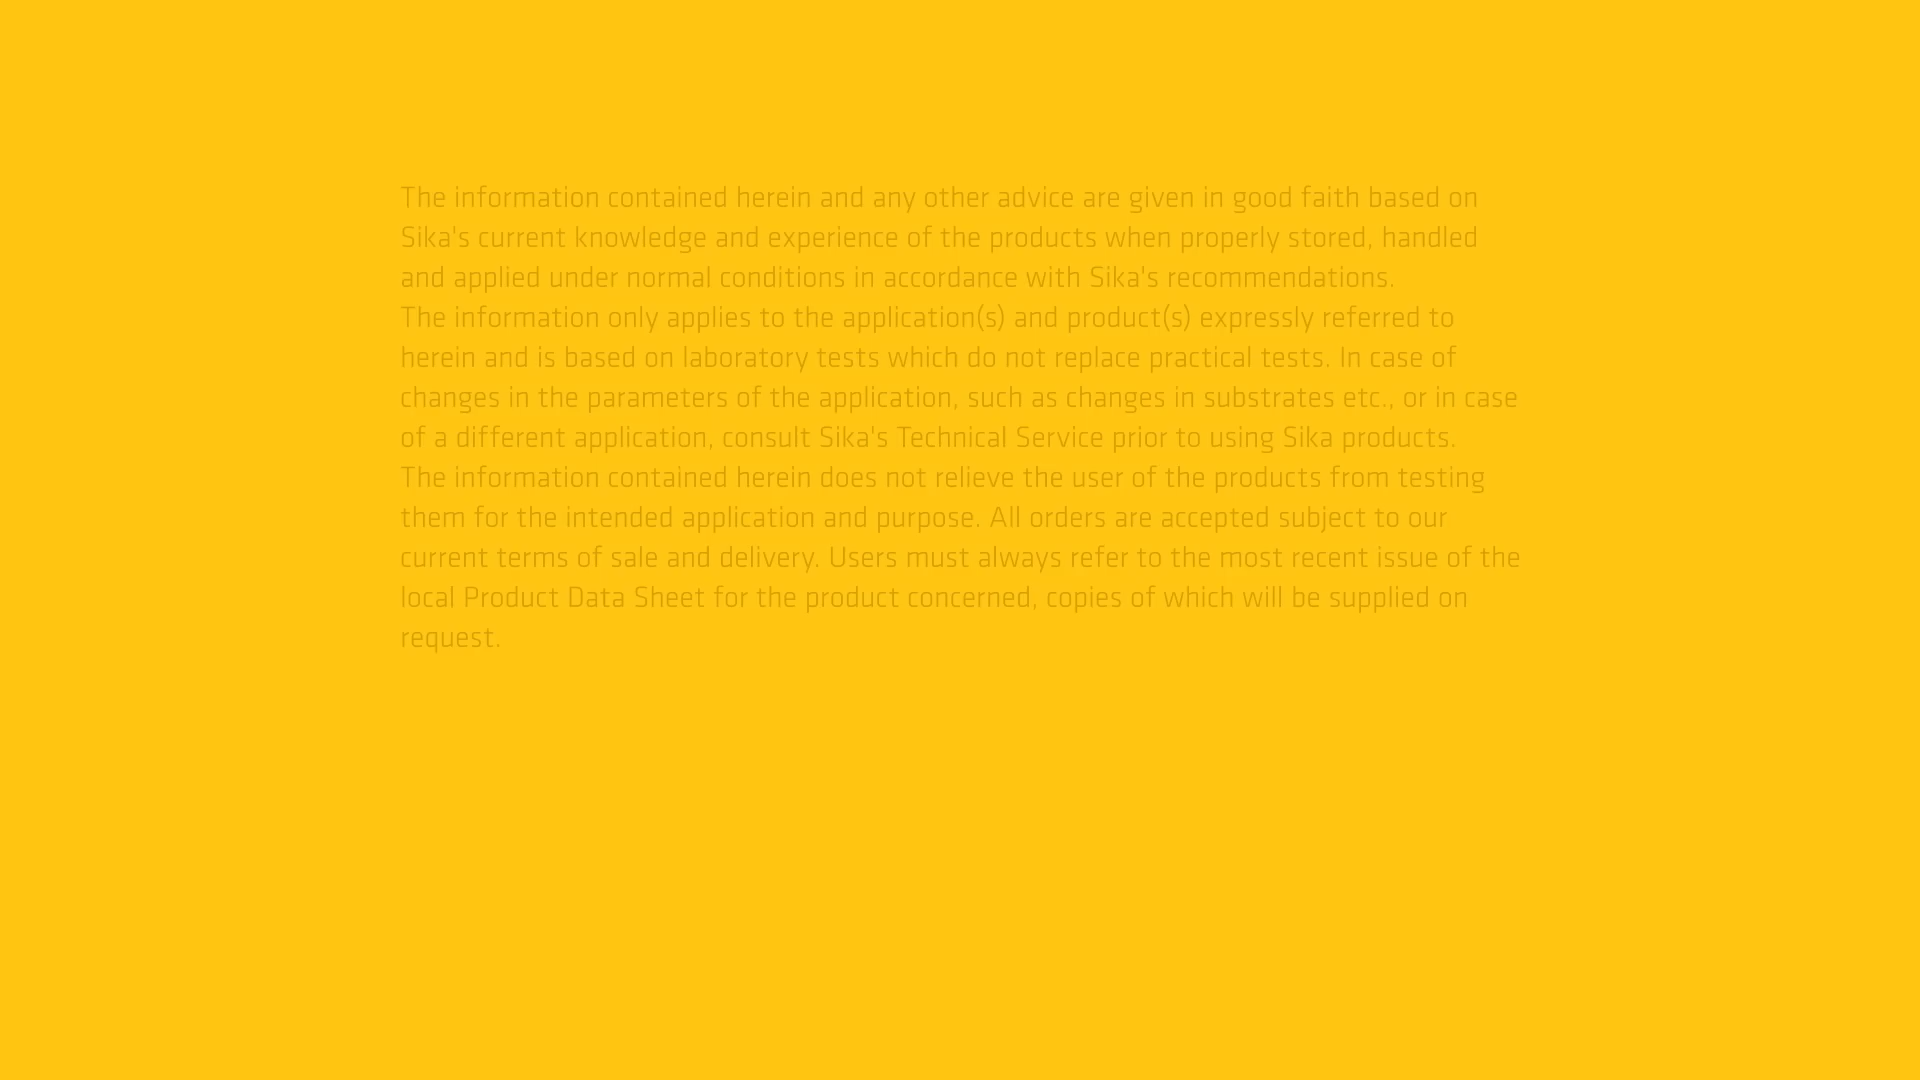 The information contained herein and any other advice are given in good faith based on
Sika's current knowledge and experience of the products when properly stored, handled
and applied under normal conditions in accordance with Sika's recommendations.
The information only applies to the application(s) and product(s) expressly referred to
herein and is based on laboratory tests which do not replace practical tests. In case of
changes in the parameters of the application, such as changes in substrates etc., or in case
of a different application, consult Sika's Technical Service prior to using Sika products.
The information contained herein does not relieve the user of the products from testing
them for the intended application and purpose. All orders are accepted subject to our
current terms of sale and delivery. Users must always refer to the most recent issue of the
local Product Data Sheet for the product concerned, copies of which will be supplied on
request.